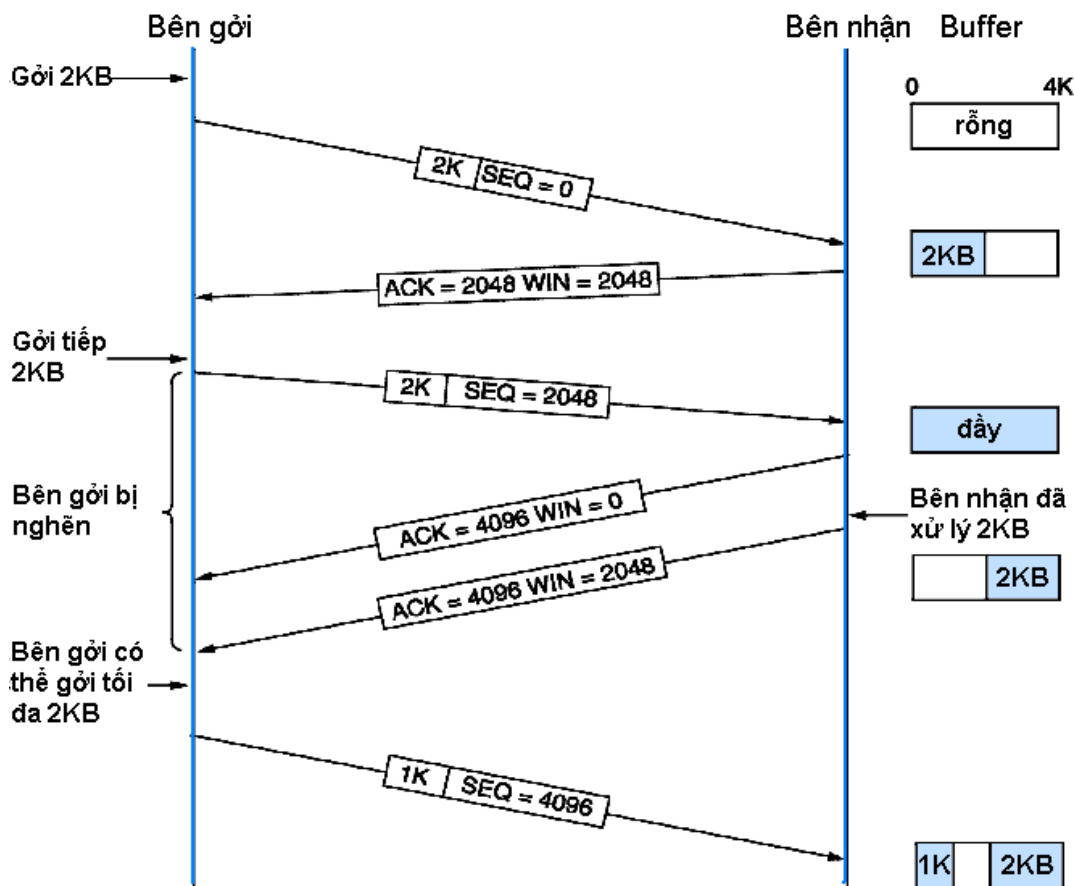 Bên gởi
Bên nhận
Buffer
Gởi 2KB
0
4K
rỗng
2K SEQ = 0
2KB
ACK = 2048 WIN = 2048
Gởi tiếp
2KB
2K SEQ = 2048
đầy
Bên gởi bị
nghẽn
ACK = 4096 WIN = 0
Bên nhận đã
xử lý 2KB
ACK = 4096 WIN = 2048
2KB
Bên gởi có
thể gởi tối
đa 2KB
1K SEQ = 4096
1K
2KB